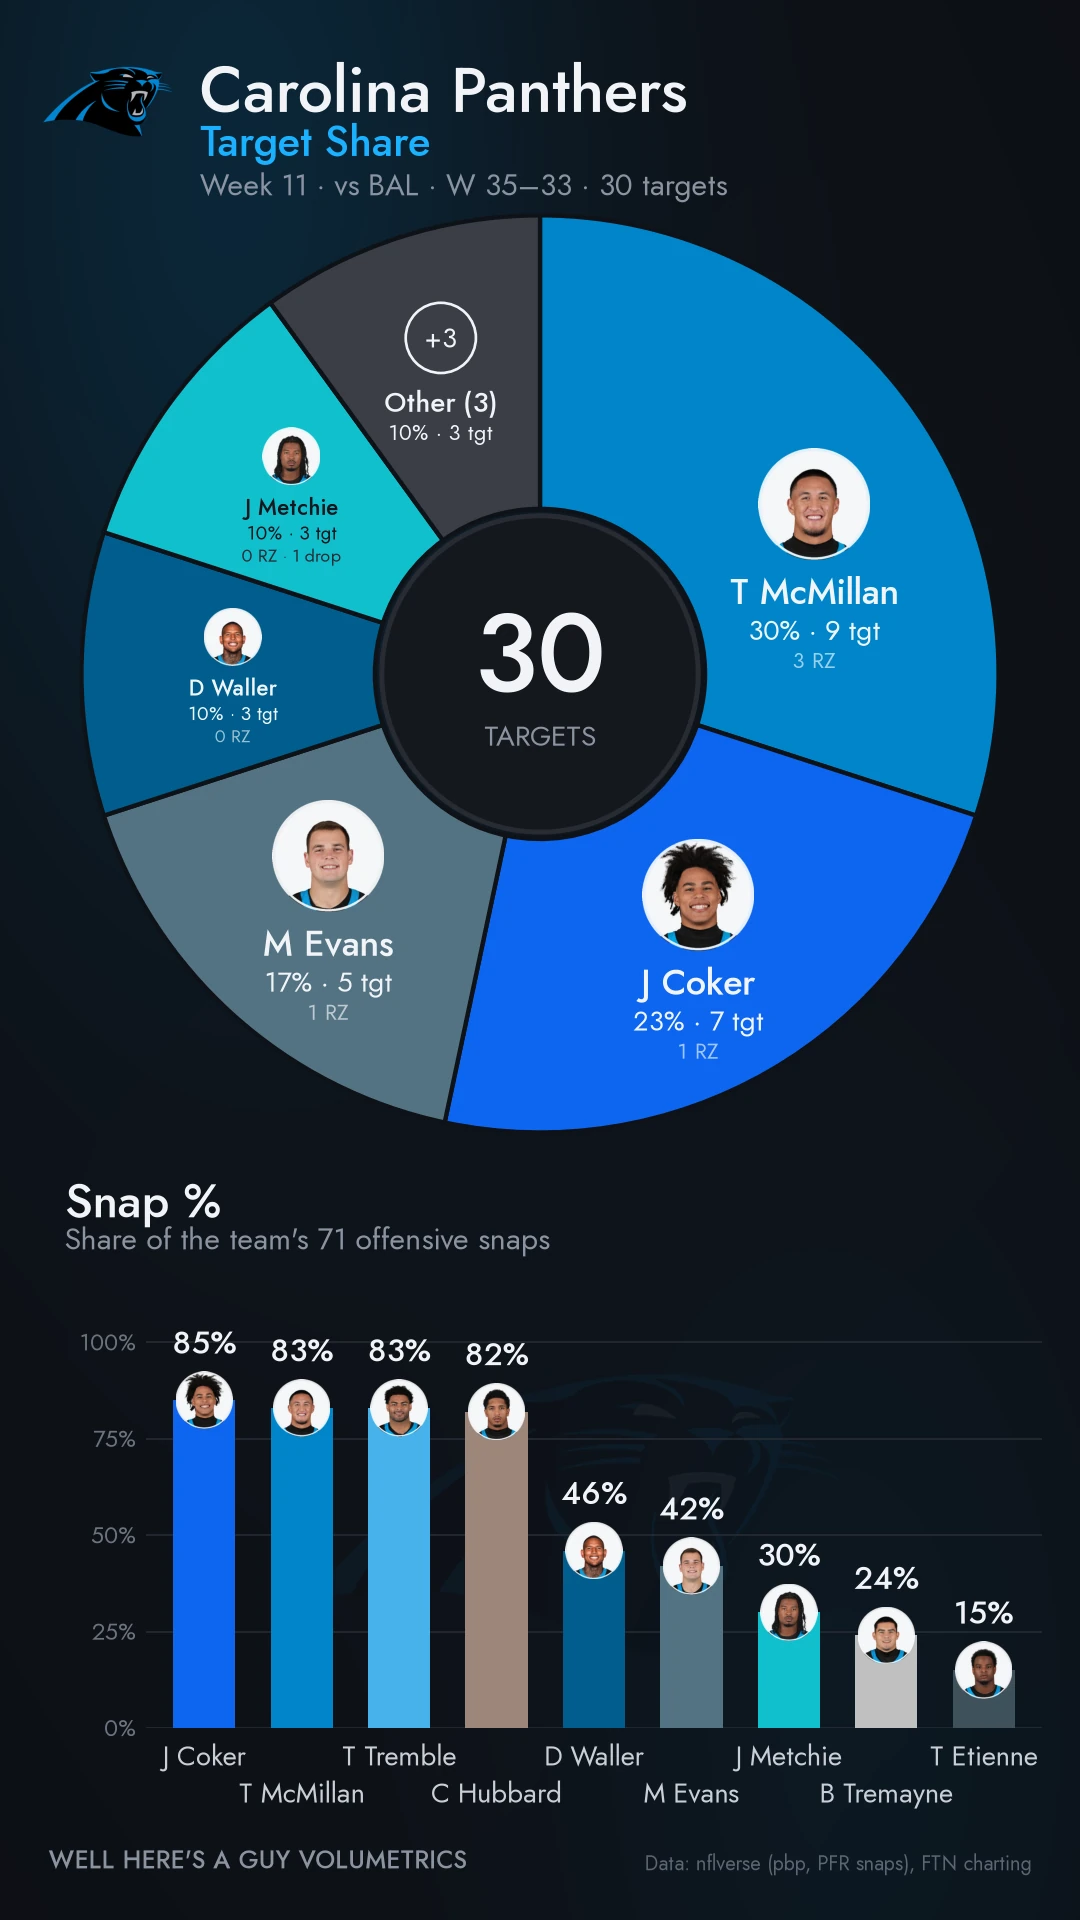 Carolina Panthers
Target Share
Week 11 · vs BAL · W 35–33 · 30 targets
+3
Other (3)
10% · 3 tgt
T McMillan
30% · 9 tgt
3 RZ
J Metchie
10% · 3 tgt
0 RZ · 1 drop
D Waller
10% · 3 tgt
0 RZ
30
TARGETS
M Evans
17% · 5 tgt
1 RZ
J Coker
23% · 7 tgt
1 RZ
Snap %
Share of the team's 71 offensive snaps
100%
75%
50%
25%
0%
85%
83%
83%
82%
46%
42%
30%
24%
15%
J Coker
T McMillan
T Tremble
C Hubbard
D Waller
M Evans
J Metchie
B Tremayne
T Etienne
WELL HERE'S A GUY VOLUMETRICS
Data: nflverse (pbp, PFR snaps), FTN charting